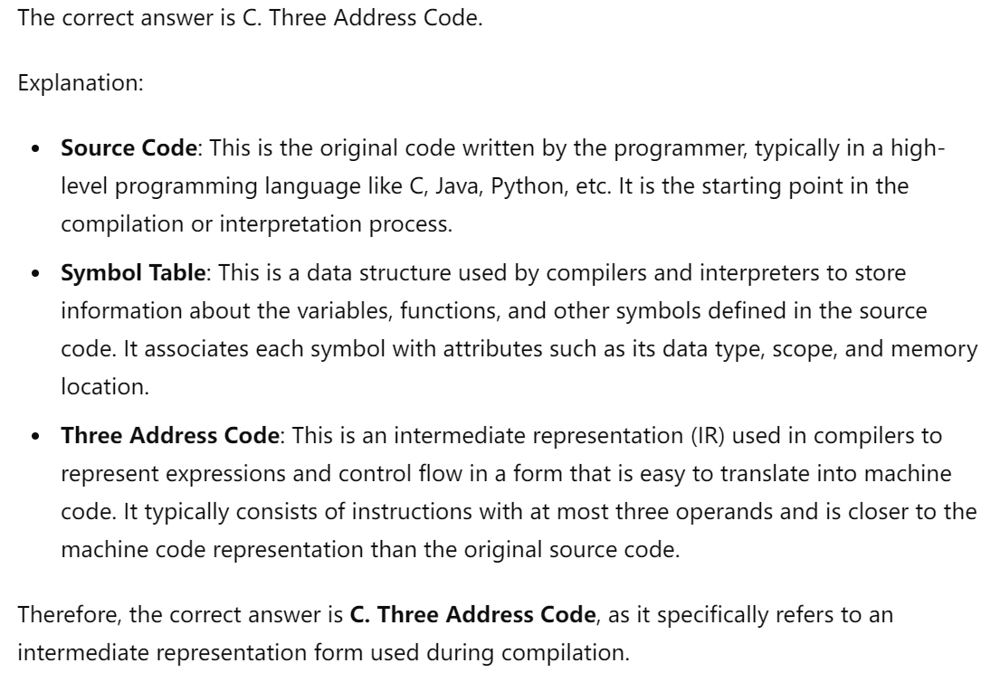 The correct answer is C. Three Address Code.
Explanation:
• Source Code: This is the original code written by the programmer, typically in a high-
level programming language like C, Java, Python, etc. It is the starting point in the
compilation or interpretation process.
• Symbol Table: This is a data structure used by compilers and interpreters to store
information about the variables, functions, and other symbols defined in the source
code. It associates each symbol with attributes such as its data type, scope, and memory
location.
• Three Address Code: This is an intermediate representation (IR) used in compilers to
represent expressions and control flow in a form that is easy to translate into machine
code. It typically consists of instructions with at most three operands and is closer to the
machine code representation than the original source code.
Therefore, the correct answer is C. Three Address Code, as it specifically refers to an
intermediate representation form used during compilation.